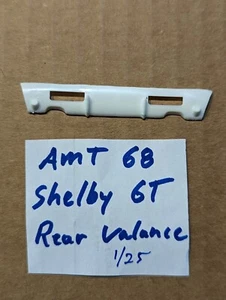 AMT 68
Shelby GT
Rear Valance
1/25